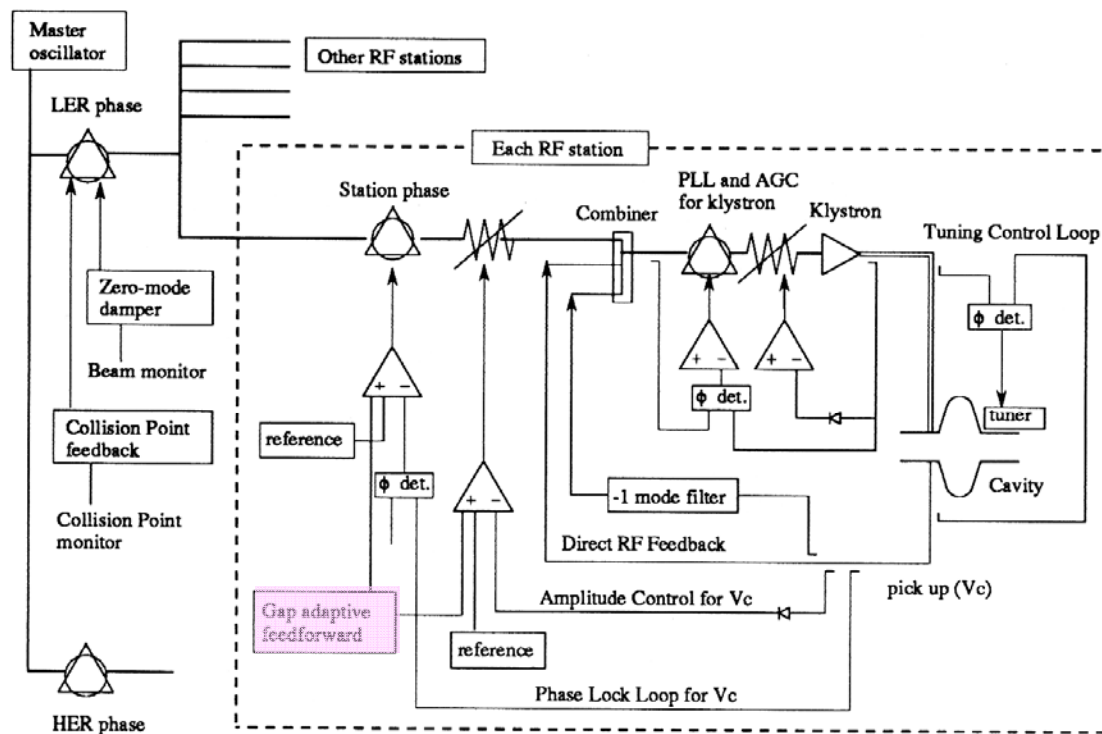 Master
oscillator
Other RF stations
LER phase
Each RF station
Station phase
Combiner
PLL and AGC
for klystron
Klystron
Tuning Control Loop
Zero-mode
damper
Beam monitor
+ −
+ −
+ −
ϕ det.
ϕ det.
tuner
reference
Collision Point
feedback
ϕ det.
+ −
-1 mode filter
Cavity
Collision Point
monitor
Direct RF Feedback
pick up (Vc)
Gap adaptive
feedforward
Amplitude Control for Vc
reference
Phase Lock Loop for Vc
HER phase